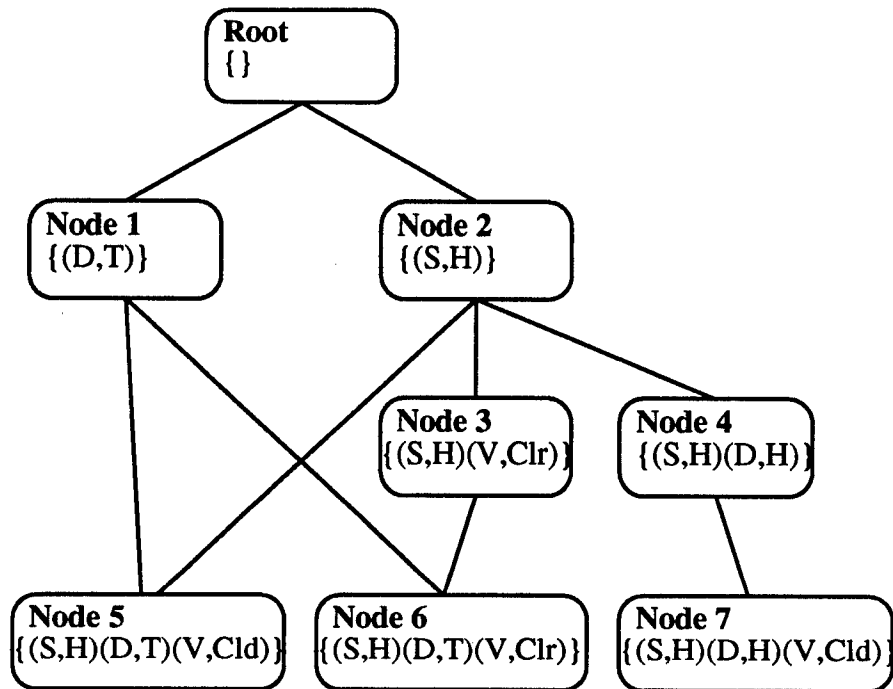 Root
{ }
Node 1
{(D,T)}
Node 2
{(S,H)}
Node 3
{(S,H)(V,Clr)}
Node 4
{(S,H)(D,H)}
Node 5
{(S,H)(D,T)(V,Cld)}
Node 6
{(S,H)(D,T)(V,Clr)}
Node 7
{(S,H)(D,H)(V,Cld)}